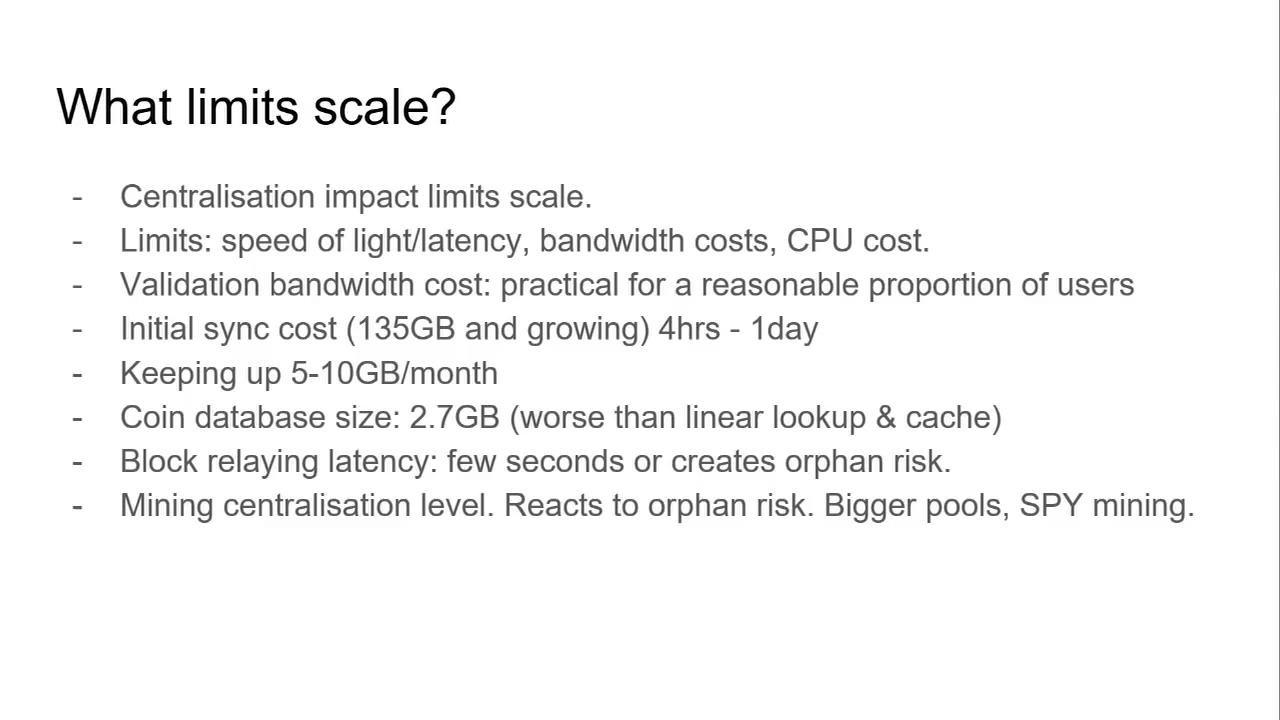 What limits scale?
- Centralisation impact limits scale.
- Limits: speed of light/latency, bandwidth costs, CPU cost.
- Validation bandwidth cost: practical for a reasonable proportion of users
- Initial sync cost (135GB and growing) 4hrs - 1day
- Keeping up 5-10GB/month
- Coin database size: 2.7GB (worse than linear lookup & cache)
- Block relaying latency: few seconds or creates orphan risk.
- Mining centralisation level. Reacts to orphan risk. Bigger pools, SPY mining.